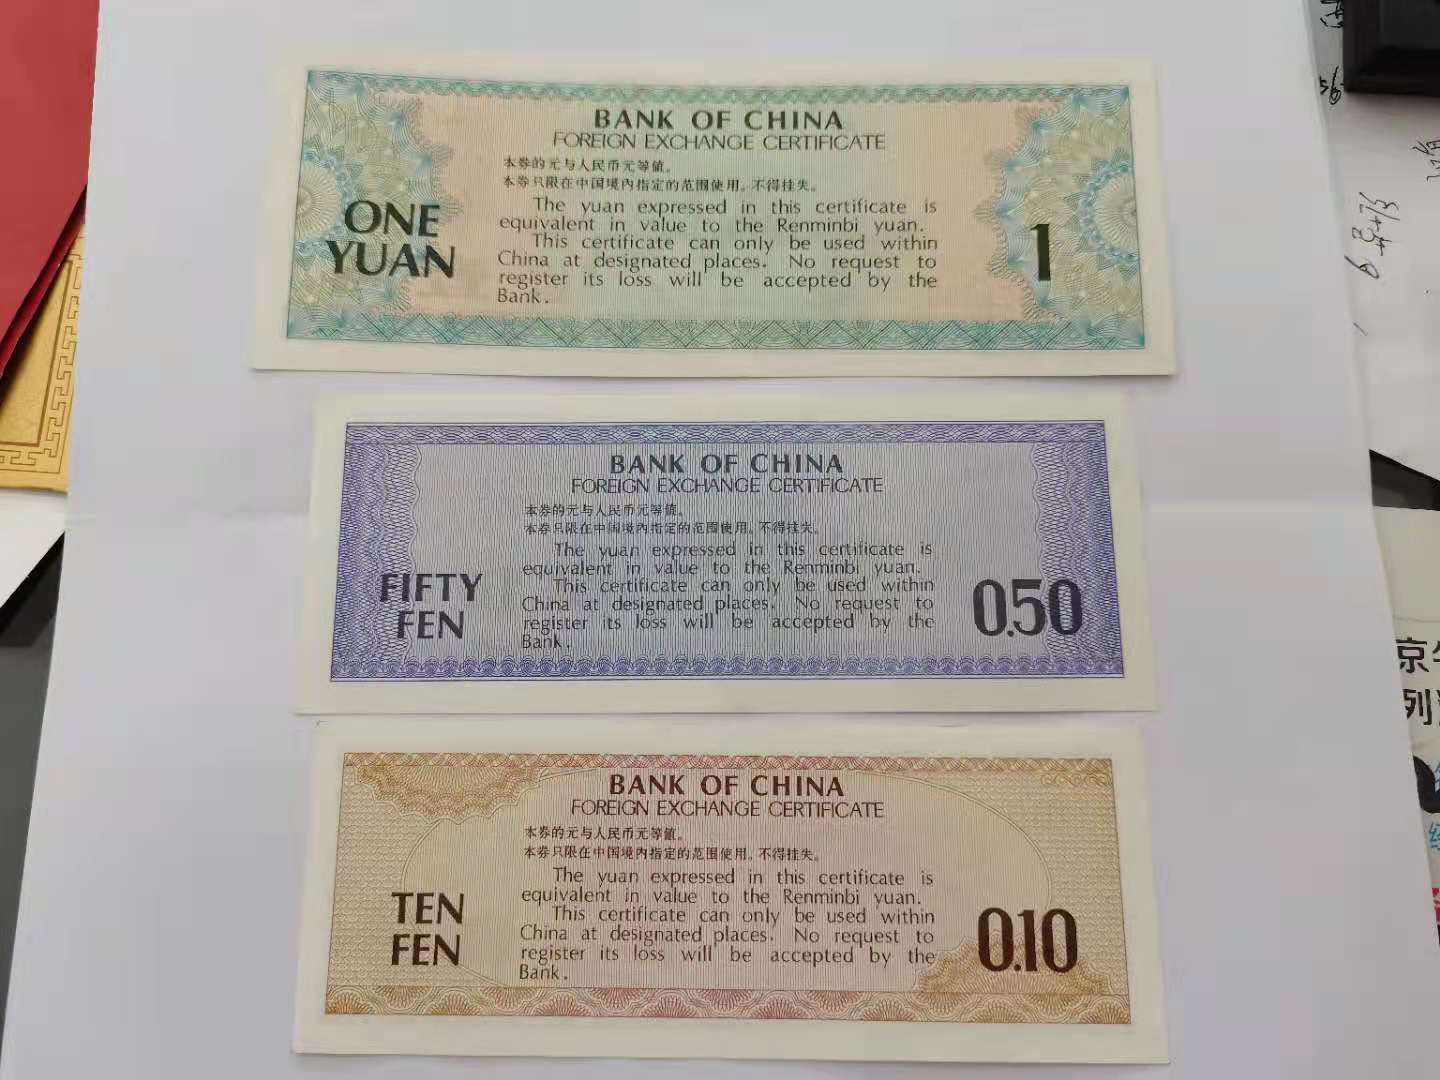 BANK OF CHINA
FOREIGN EXCHANGE CERTIFICATE
本券的元与人民币元等值。
本券只限在中国境内指定的范围使用。不得挂失。
The yuan expressed in this certificate is
equivalent in value to the Renminbi yuan.
This certificate can only be used within
China at designated places. No request to
register its loss will be accepted by the
Bank.
ONE
YUAN
1
BANK OF CHINA
FOREIGN EXCHANGE CERTIFICATE
本券的元与人民币元等值。
本券只限在中国境内指定的范围使用。不得挂失。
The yuan expressed in this certificate is
equivalent in value to the Renminbi yuan.
This certificate can only be used within
China at designated places. No request to
register its loss will be accepted by the
Bank.
FIFTY
FEN
0.50
BANK OF CHINA
FOREIGN EXCHANGE CERTIFICATE
本券的元与人民币元等值。
本券只限在中国境内指定的范围使用。不得挂失。
The yuan expressed in this certificate is
equivalent in value to the Renminbi yuan.
This certificate can only be used within
China at designated places. No request to
register its loss will be accepted by the
Bank.
TEN
FEN
0.10
京
列